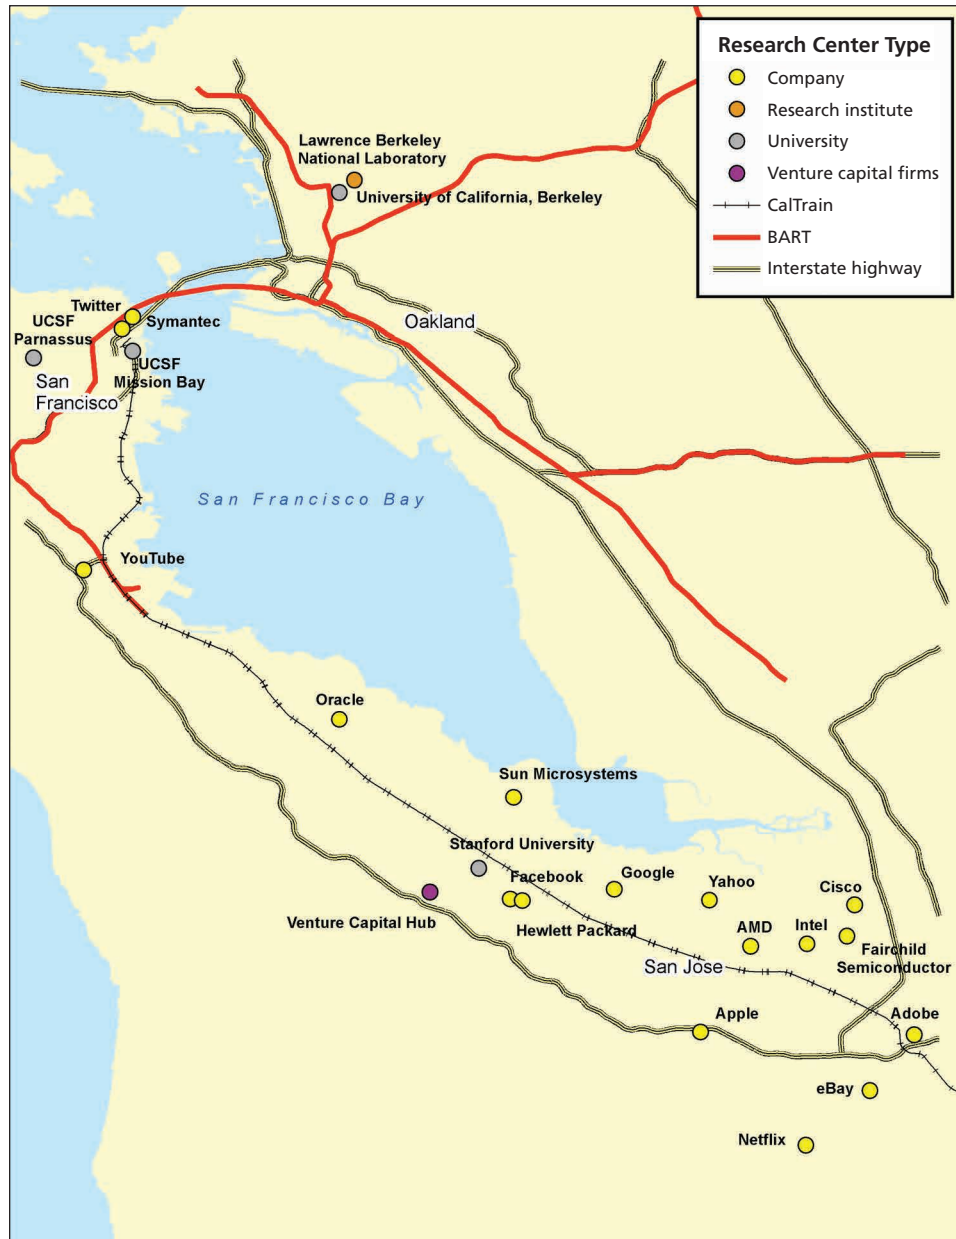 Research Center Type
Company
Research institute
University
Venture capital firms
CalTrain
BART
Interstate highway
Lawrence Berkeley
National Laboratory
University of California, Berkeley
Twitter
Symantec
UCSF
Parnassus
Oakland
UCSF
Mission Bay
San
Francisco
San Francisco Bay
YouTube
Oracle
Sun Microsystems
Stanford University
Facebook
Google
Yahoo
Cisco
Venture Capital Hub
Hewlett Packard
AMD
Intel
Fairchild
Semiconductor
San Jose
Apple
Adobe
eBay
Netflix